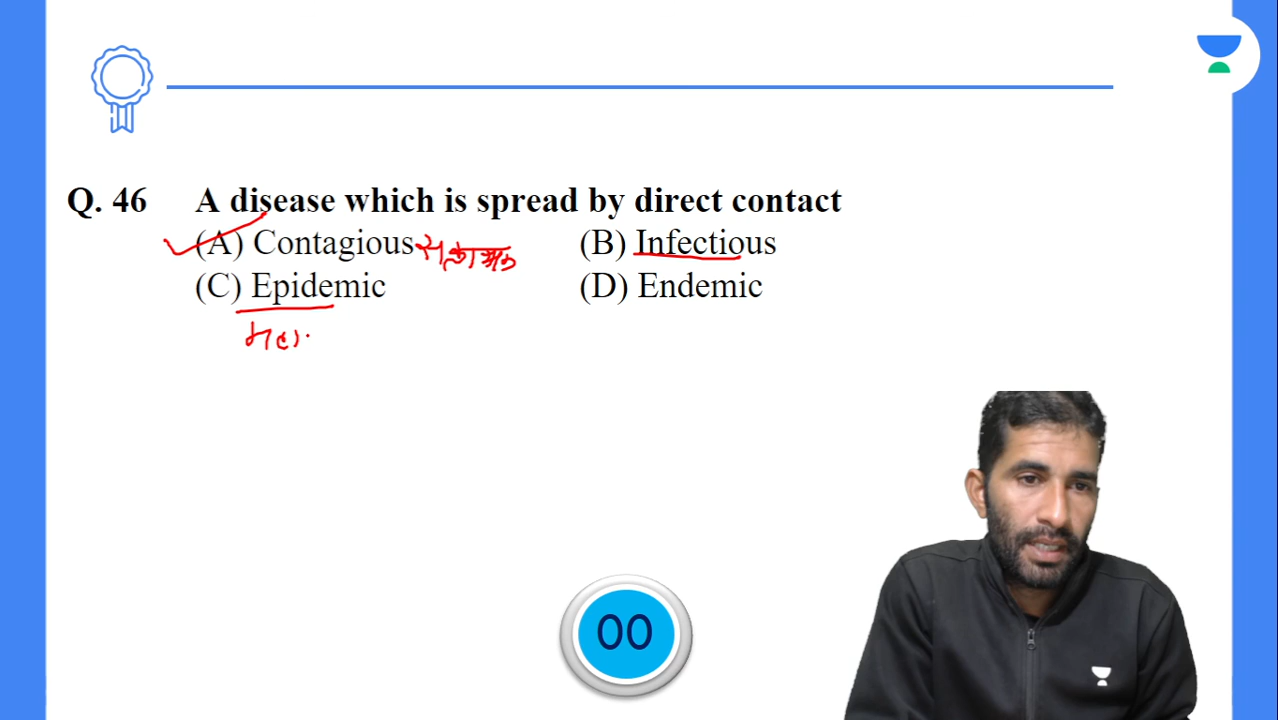 Q. 46 A disease which is spread by direct contact
(A) Contagious (B) Infectious
(C) Epidemic (D) Endemic
00